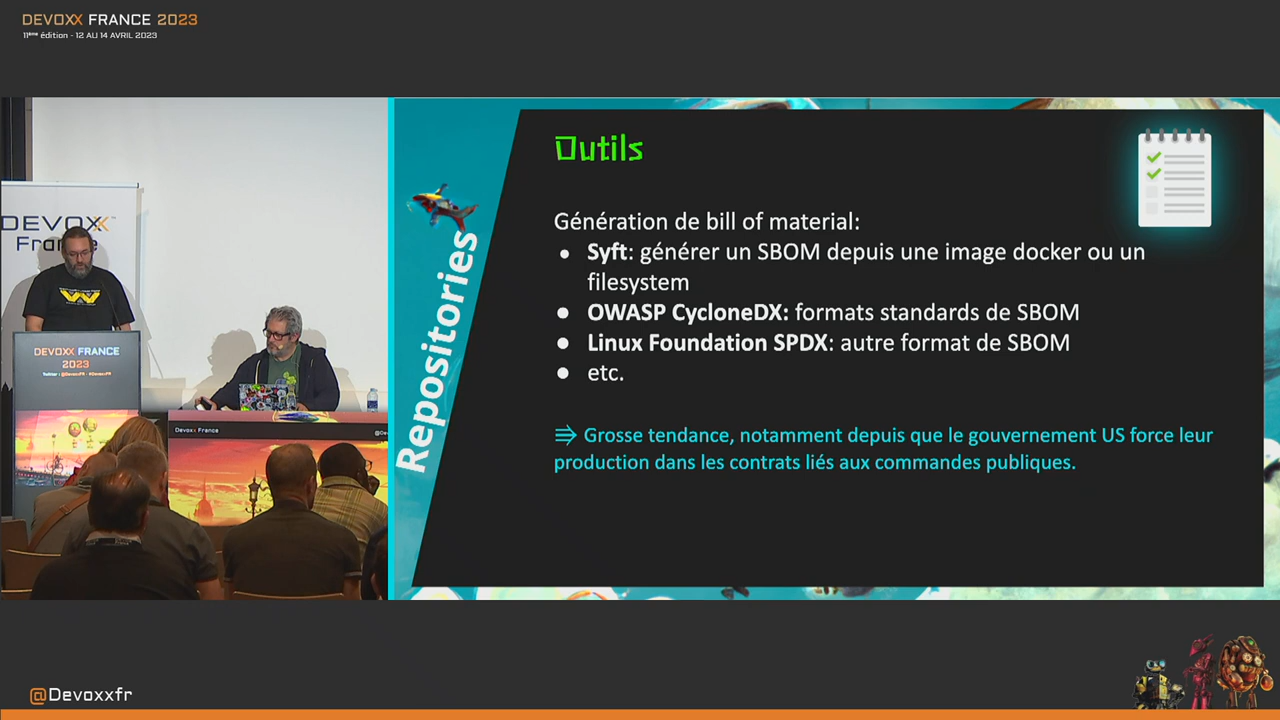 DEVOXX FRANCE 2023
11ème édition - 12 AU 14 AVRIL 2023
DEVOXX
France
DEVOXX FRANCE
2023
Twitter : @DevoxxFR - #DevoxxFR
Devoxx France
Repositories
Outils
Génération de bill of material:
● Syft: générer un SBOM depuis une image docker ou un
filesystem
● OWASP CycloneDX: formats standards de SBOM
● Linux Foundation SPDX: autre format de SBOM
● etc.
⇛ Grosse tendance, notamment depuis que le gouvernement US force leur
production dans les contrats liés aux commandes publiques.
@Devoxxfr